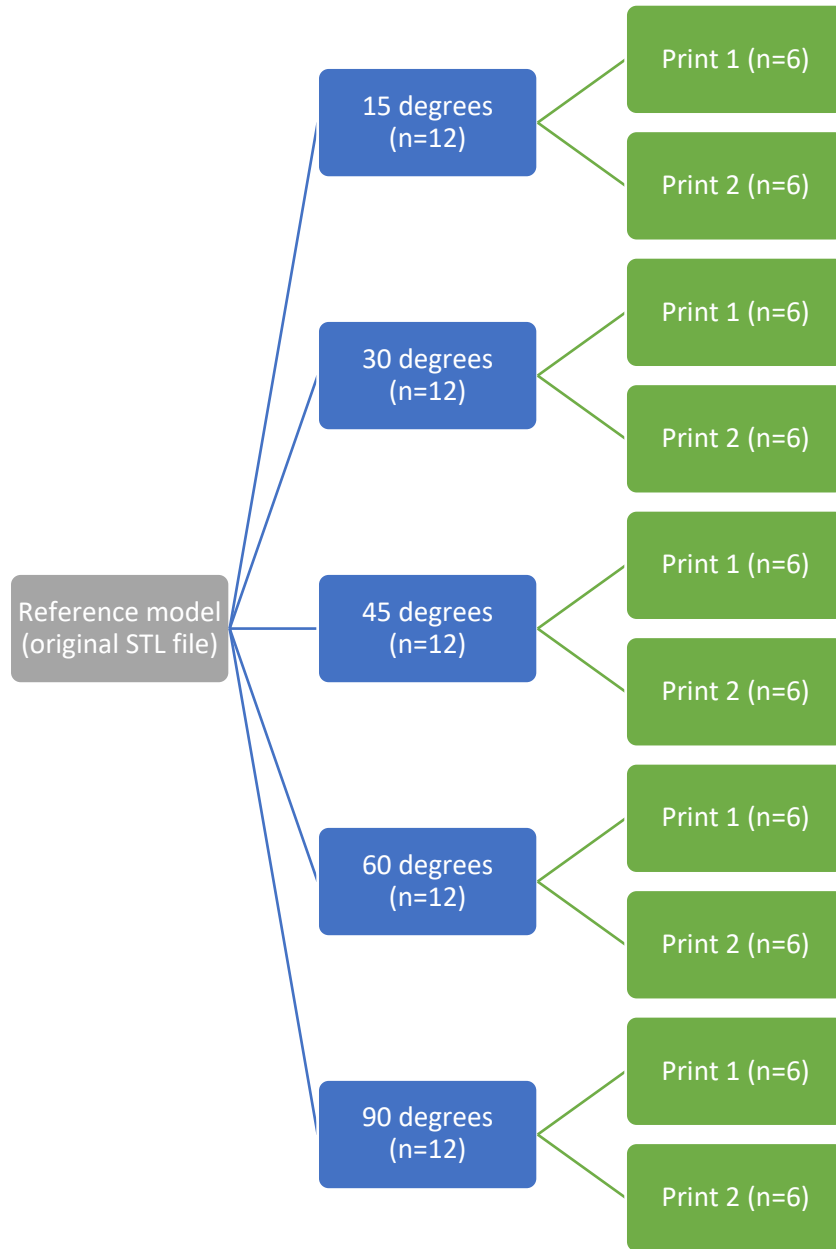 Reference model
(original STL file)
15 degrees
(n=12)
Print 1 (n=6)
Print 2 (n=6)
30 degrees
(n=12)
Print 1 (n=6)
Print 2 (n=6)
45 degrees
(n=12)
Print 1 (n=6)
Print 2 (n=6)
60 degrees
(n=12)
Print 1 (n=6)
Print 2 (n=6)
90 degrees
(n=12)
Print 1 (n=6)
Print 2 (n=6)